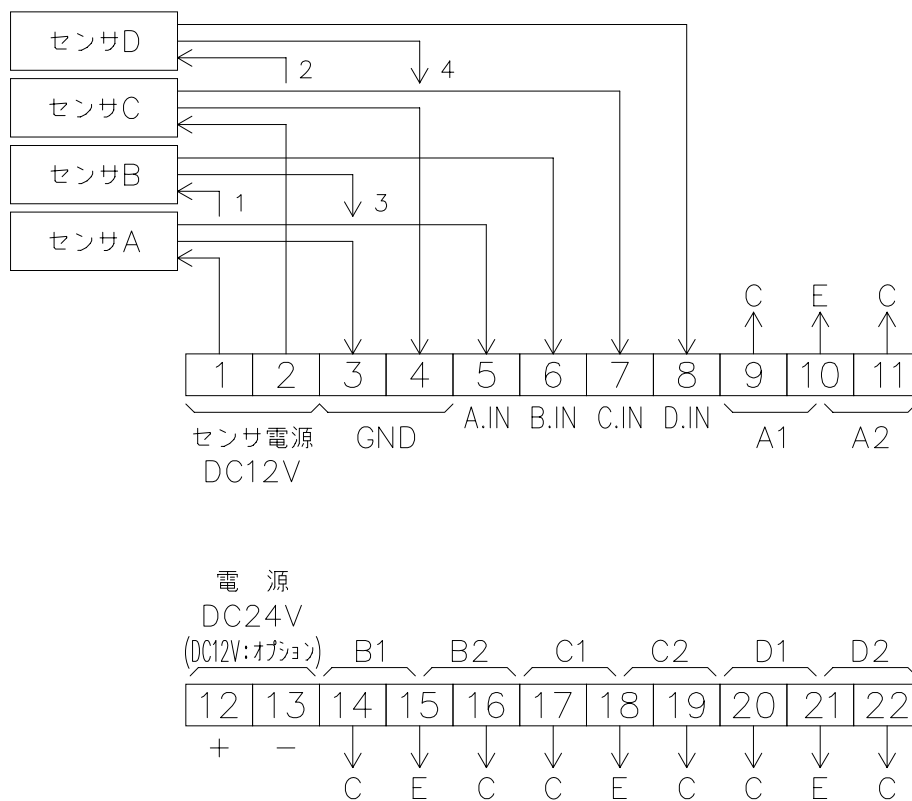 センサD
2 4
センサC
センサB
1 3
センサA
C E C
1 2 3 4 5 6 7 8 9 10 11
A.IN B.IN C.IN D.IN
センサ電源 GND A1 A2
DC12V
電 源
DC24V
(DC12V:オプション) B1 B2 C1 C2 D1 D2
12 13 14 15 16 17 18 19 20 21 22
+ −
C E C C E C C E C